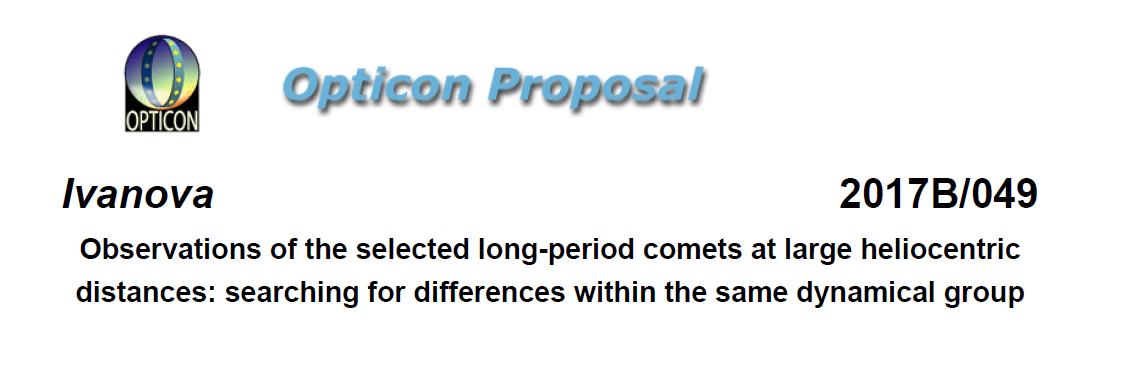 OPTICON
Opticon Proposal
Ivanova 2017B/049
Observations of the selected long-period comets at large heliocentric
distances: searching for differences within the same dynamical group